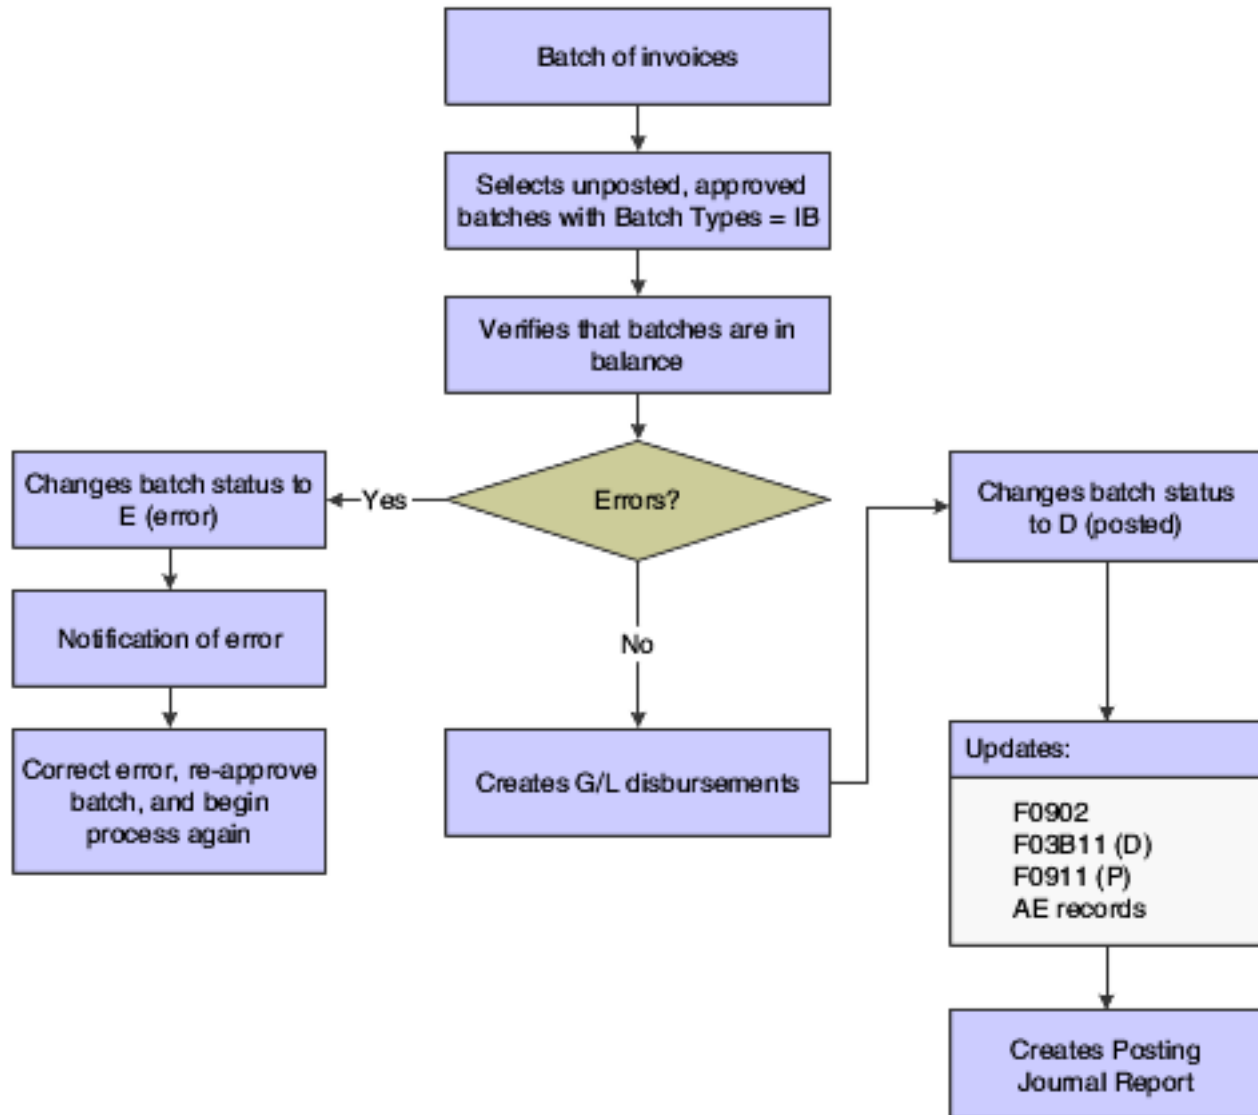 Batch of invoices
Selects unposted, approved
batches with Batch Types = IB
Verifies that batches are in
balance
Errors?
Yes
Changes batch status to
E (error)
Notification of error
Correct error, re-approve
batch, and begin
process again
No
Creates G/L disbursements
Changes batch status
to D (posted)
Updates:
F0902
F03B11 (D)
F0911 (P)
AE records
Creates Posting
Journal Report